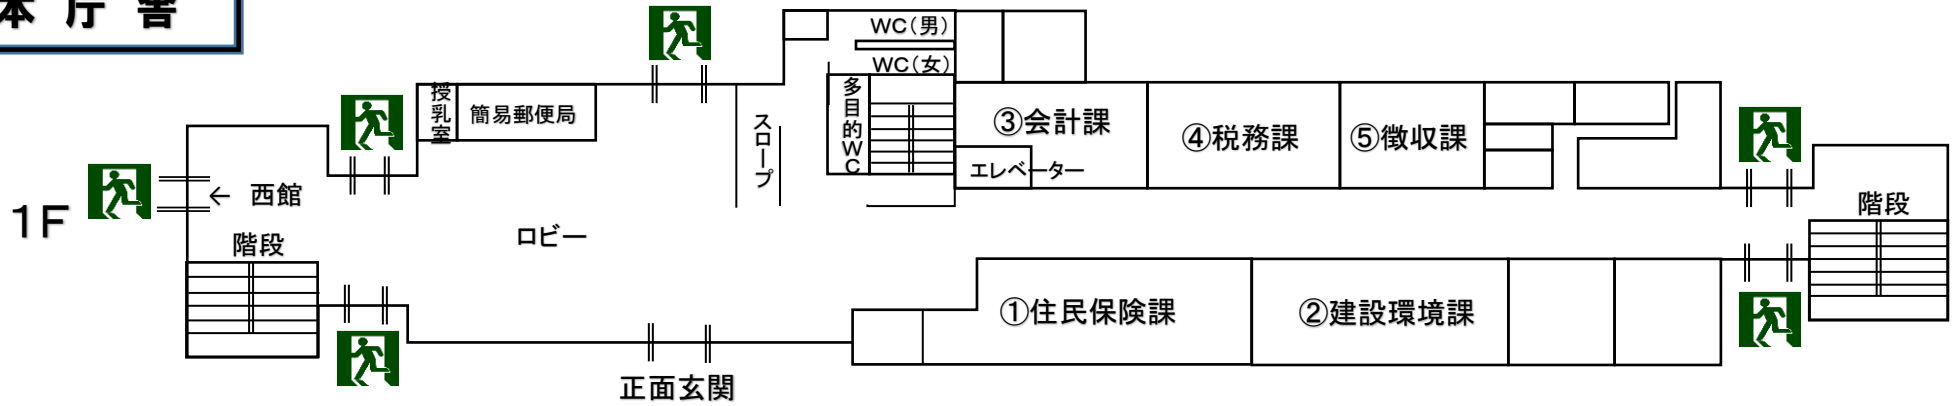 本 庁 舎
WC（男）
WC（女）
授乳室
簡易郵便局
スロープ
多目的WC
③会計課
④税務課
⑤徴収課
エレベーター
← 西館
1F
階段
ロビー
階段
①住民保険課
②建設環境課
正面玄関